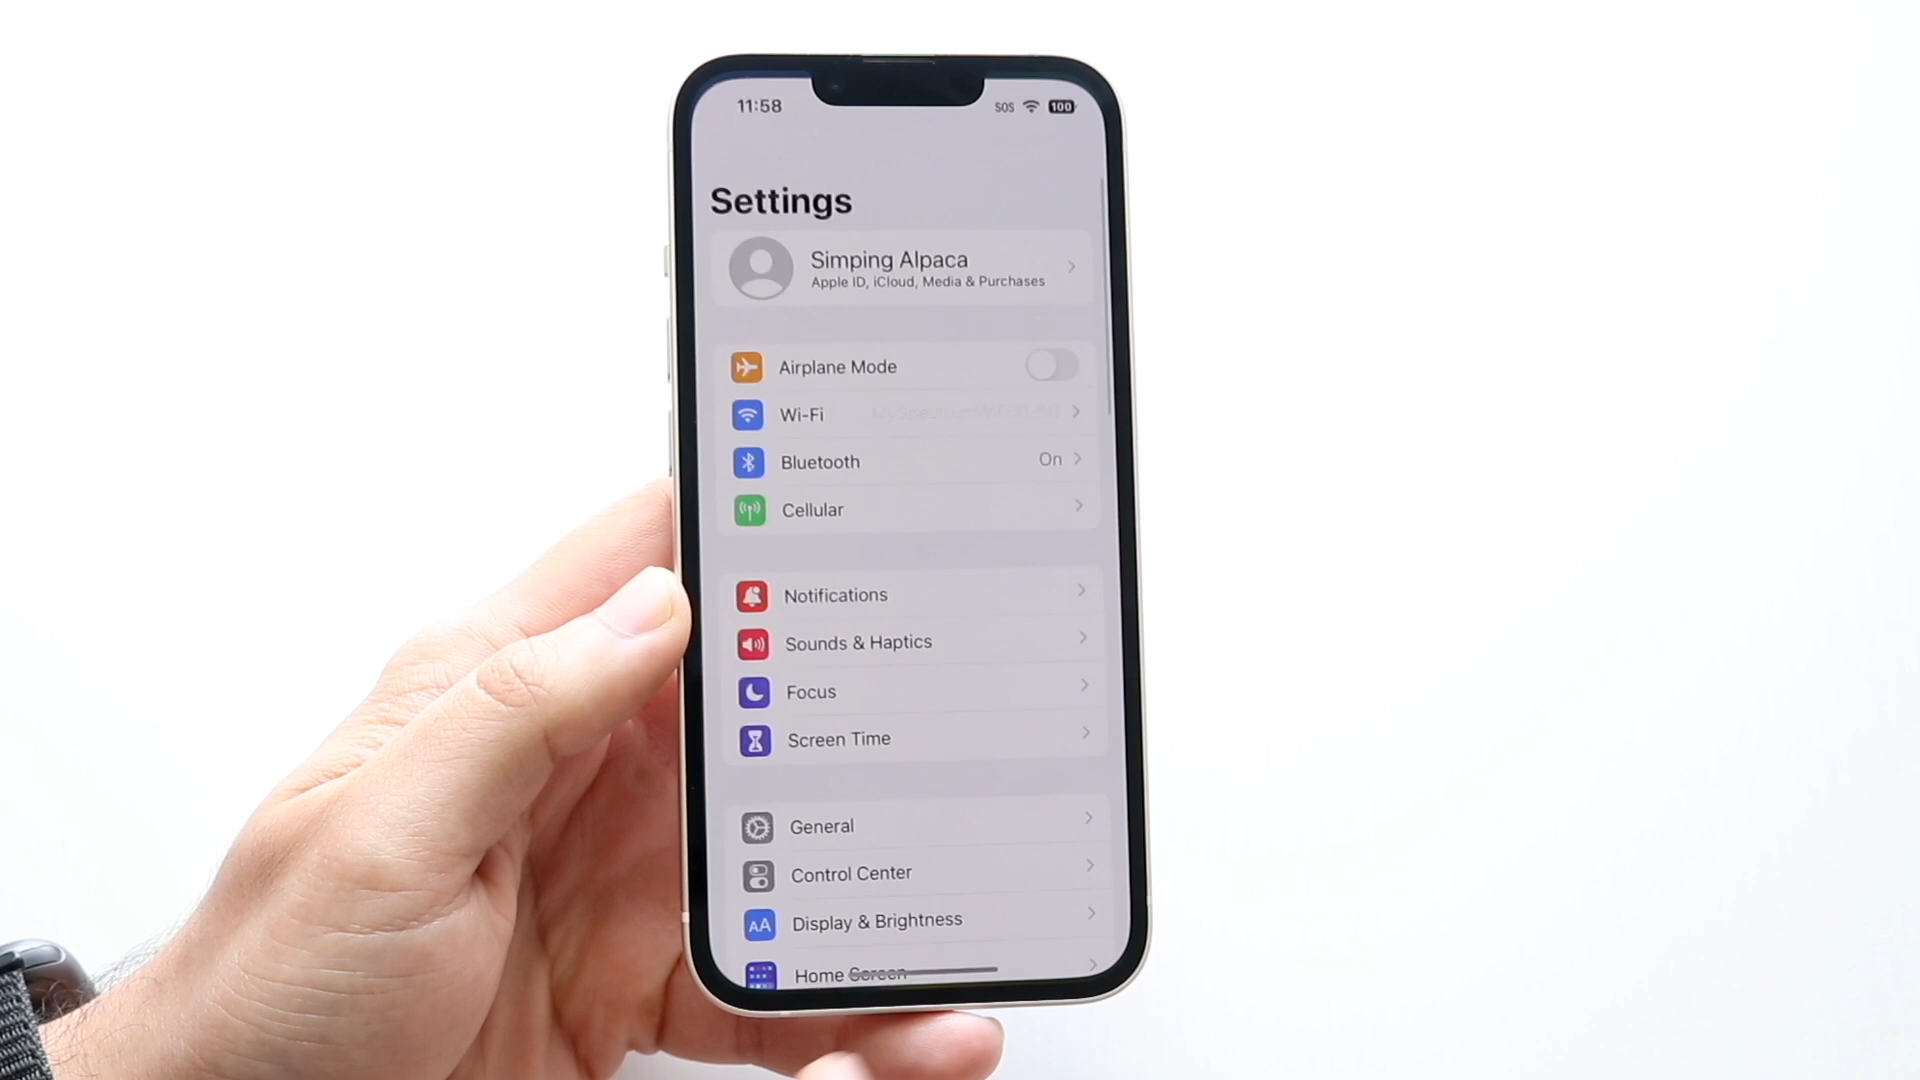 11:58 SOS 100
Settings
Simping Alpaca
Apple ID, iCloud, Media & Purchases
Airplane Mode
Wi-Fi
Bluetooth On
Cellular
Notifications
Sounds & Haptics
Focus
Screen Time
General
Control Center
AA Display & Brightness
Home Screen